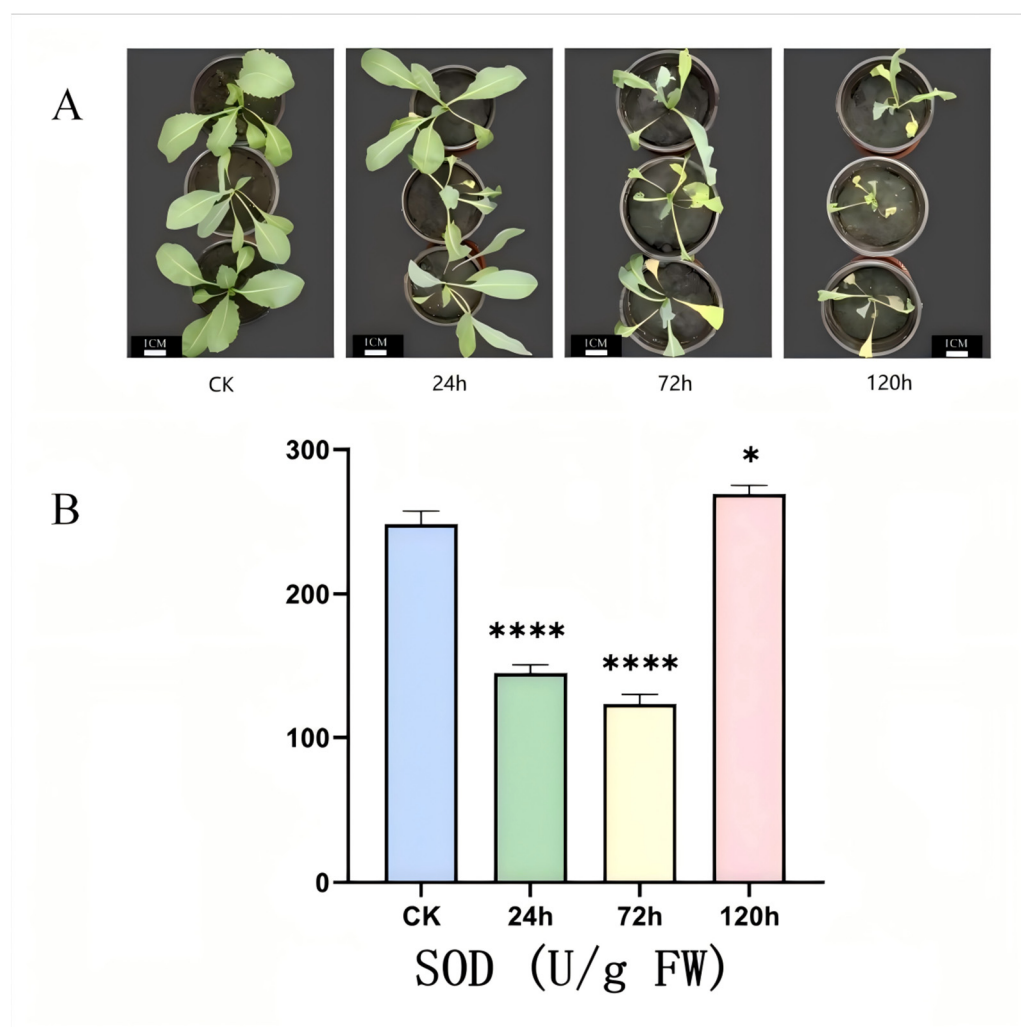 A
1CM 1CM 1CM 1CM
CK 24h 72h 120h
B
300
200
100
0
****
****
*
CK 24h 72h 120h
SOD (U/g FW)